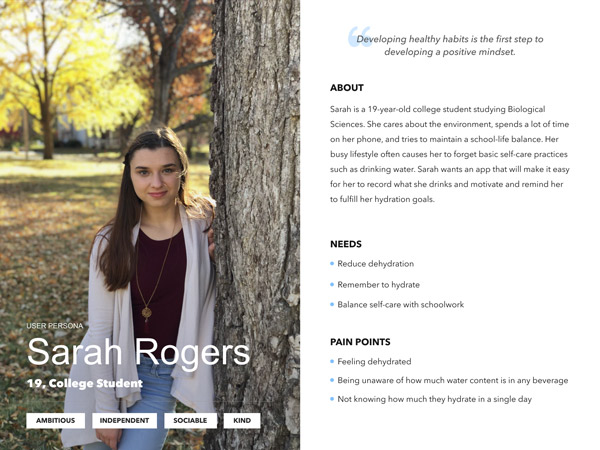 USER PERSONA
Sarah Rogers
19, College Student
AMBITIOUS
INDEPENDENT
SOCIABLE
KIND
“
Developing healthy habits is the first step to
developing a positive mindset.
ABOUT
Sarah is a 19-year-old college student studying Biological
Sciences. She cares about the environment, spends a lot of time
on her phone, and tries to maintain a school-life balance. Her
busy lifestyle often causes her to forget basic self-care practices
such as drinking water. Sarah wants an app that will make it easy
for her to record what she drinks and motivate and remind her
to fulfill her hydration goals.
NEEDS
Reduce dehydration
Remember to hydrate
Balance self-care with schoolwork
PAIN POINTS
Feeling dehydrated
Being unaware of how much water content is in any beverage
Not knowing how much they hydrate in a single day